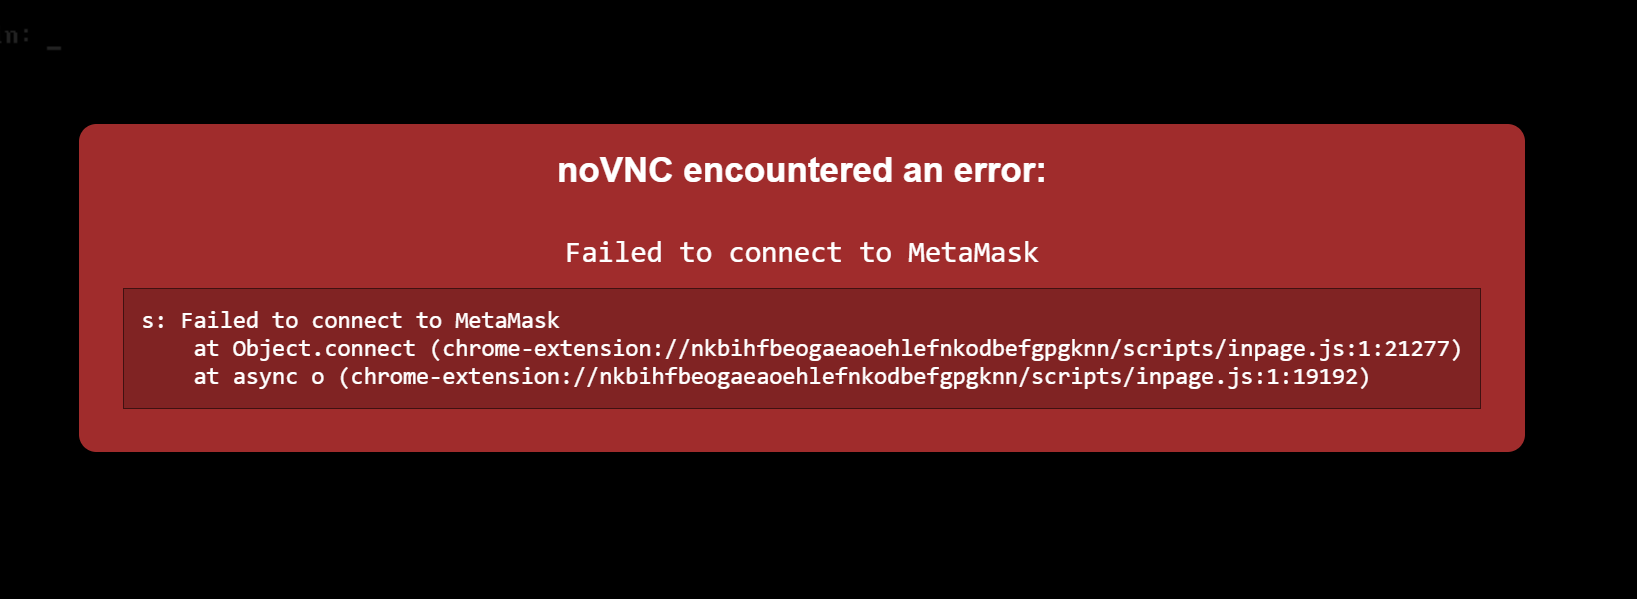 n: _
noVNC encountered an error:
Failed to connect to MetaMask
s: Failed to connect to MetaMask
at Object.connect (chrome-extension://nkbihfbeogaeaoehlefnkodbefgpgknn/scripts/inpage.js:1:21277)
at async o (chrome-extension://nkbihfbeogaeaoehlefnkodbefgpgknn/scripts/inpage.js:1:19192)